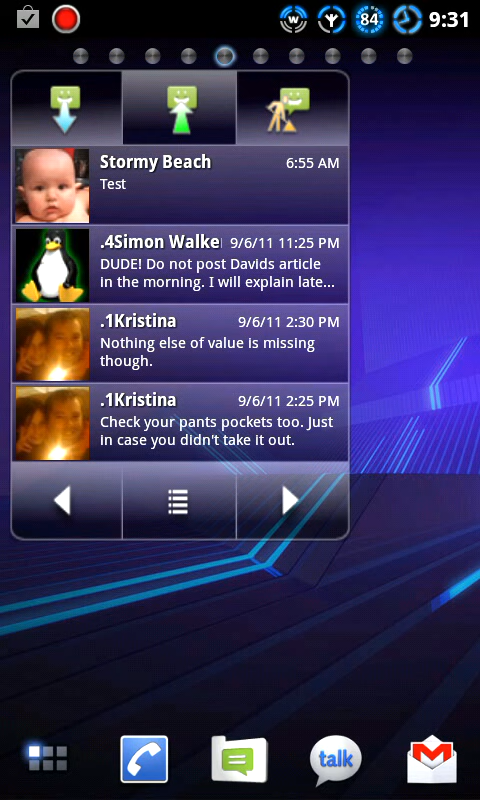 W 84 9:31
Stormy Beach 6:55 AM
Test
.4Simon Walke 9/6/11 11:25 PM
DUDE! Do not post Davids article
in the morning. I will explain late...
.1Kristina 9/6/11 2:30 PM
Nothing else of value is missing
though.
.1Kristina 9/6/11 2:25 PM
Check your pants pockets too. Just
in case you didn't take it out.
talk